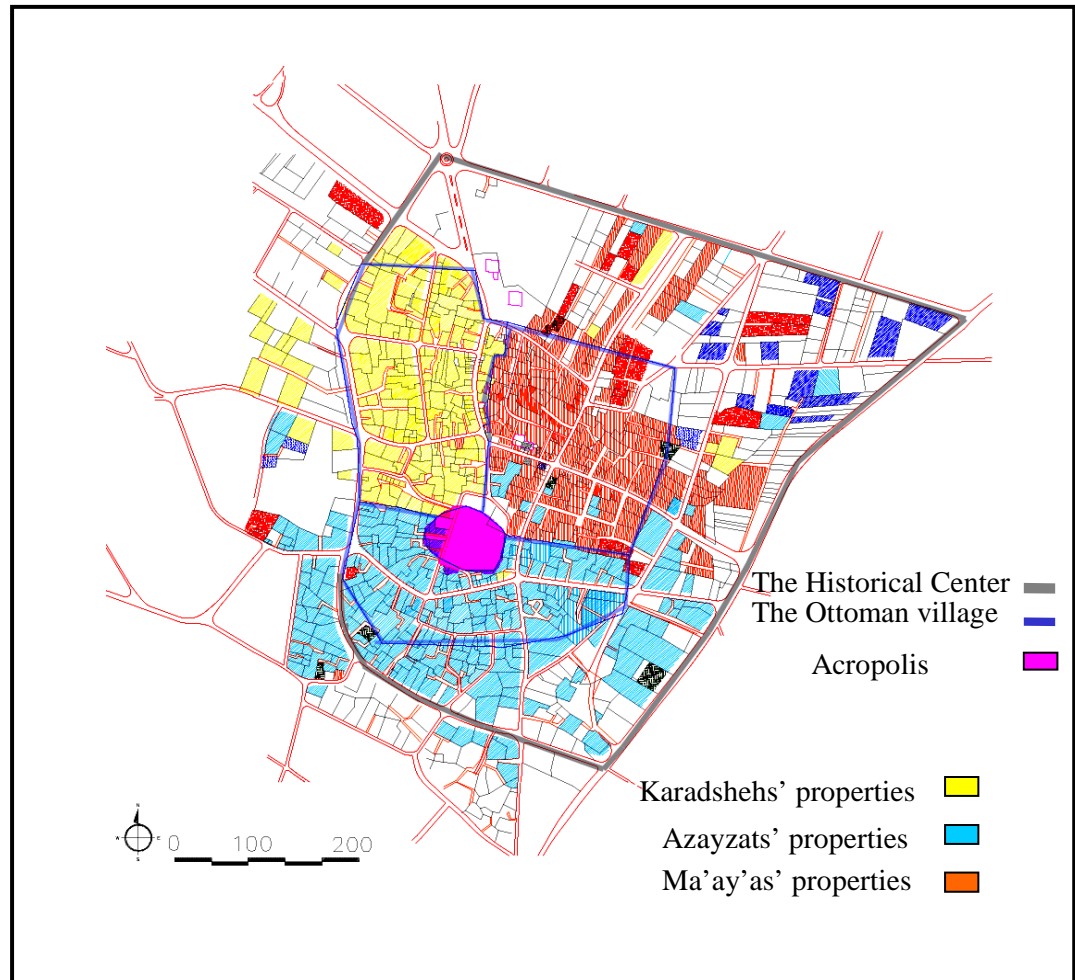 The Historical Center
The Ottoman village
Acropolis
Karadshehs’ properties
Azayzats’ properties
Ma’ay’as’ properties
N
W E
S
0 100 200